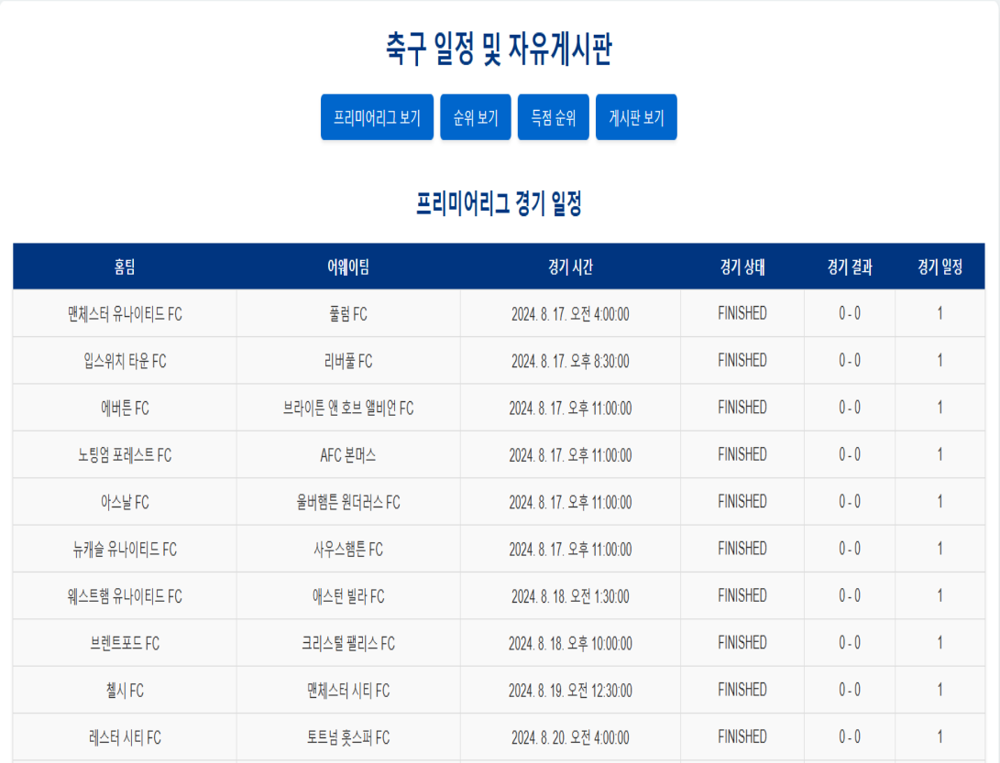 축구 일정 및 자유게시판
프리미어리그 보기 순위 보기 득점 순위 게시판 보기
프리미어리그 경기 일정
홈팀 어웨이팀 경기 시간 경기 상태 경기 결과 경기 일정
맨체스터 유나이티드 FC 풀럼 FC 2024. 8. 17. 오전 4:00:00 FINISHED 0 - 0 1
입스위치 타운 FC 리버풀 FC 2024. 8. 17. 오후 8:30:00 FINISHED 0 - 0 1
에버튼 FC 브라이튼 앤 호브 앨비언 FC 2024. 8. 17. 오후 11:00:00 FINISHED 0 - 0 1
노팅엄 포레스트 FC AFC 본머스 2024. 8. 17. 오후 11:00:00 FINISHED 0 - 0 1
아스날 FC 울버햄튼 원더러스 FC 2024. 8. 17. 오후 11:00:00 FINISHED 0 - 0 1
뉴캐슬 유나이티드 FC 사우스햄튼 FC 2024. 8. 17. 오후 11:00:00 FINISHED 0 - 0 1
웨스트햄 유나이티드 FC 애스턴 빌라 FC 2024. 8. 18. 오전 1:30:00 FINISHED 0 - 0 1
브렌트포드 FC 크리스털 팰리스 FC 2024. 8. 18. 오후 10:00:00 FINISHED 0 - 0 1
첼시 FC 맨체스터 시티 FC 2024. 8. 19. 오전 12:30:00 FINISHED 0 - 0 1
레스터 시티 FC 토트넘 홋스퍼 FC 2024. 8. 20. 오전 4:00:00 FINISHED 0 - 0 1